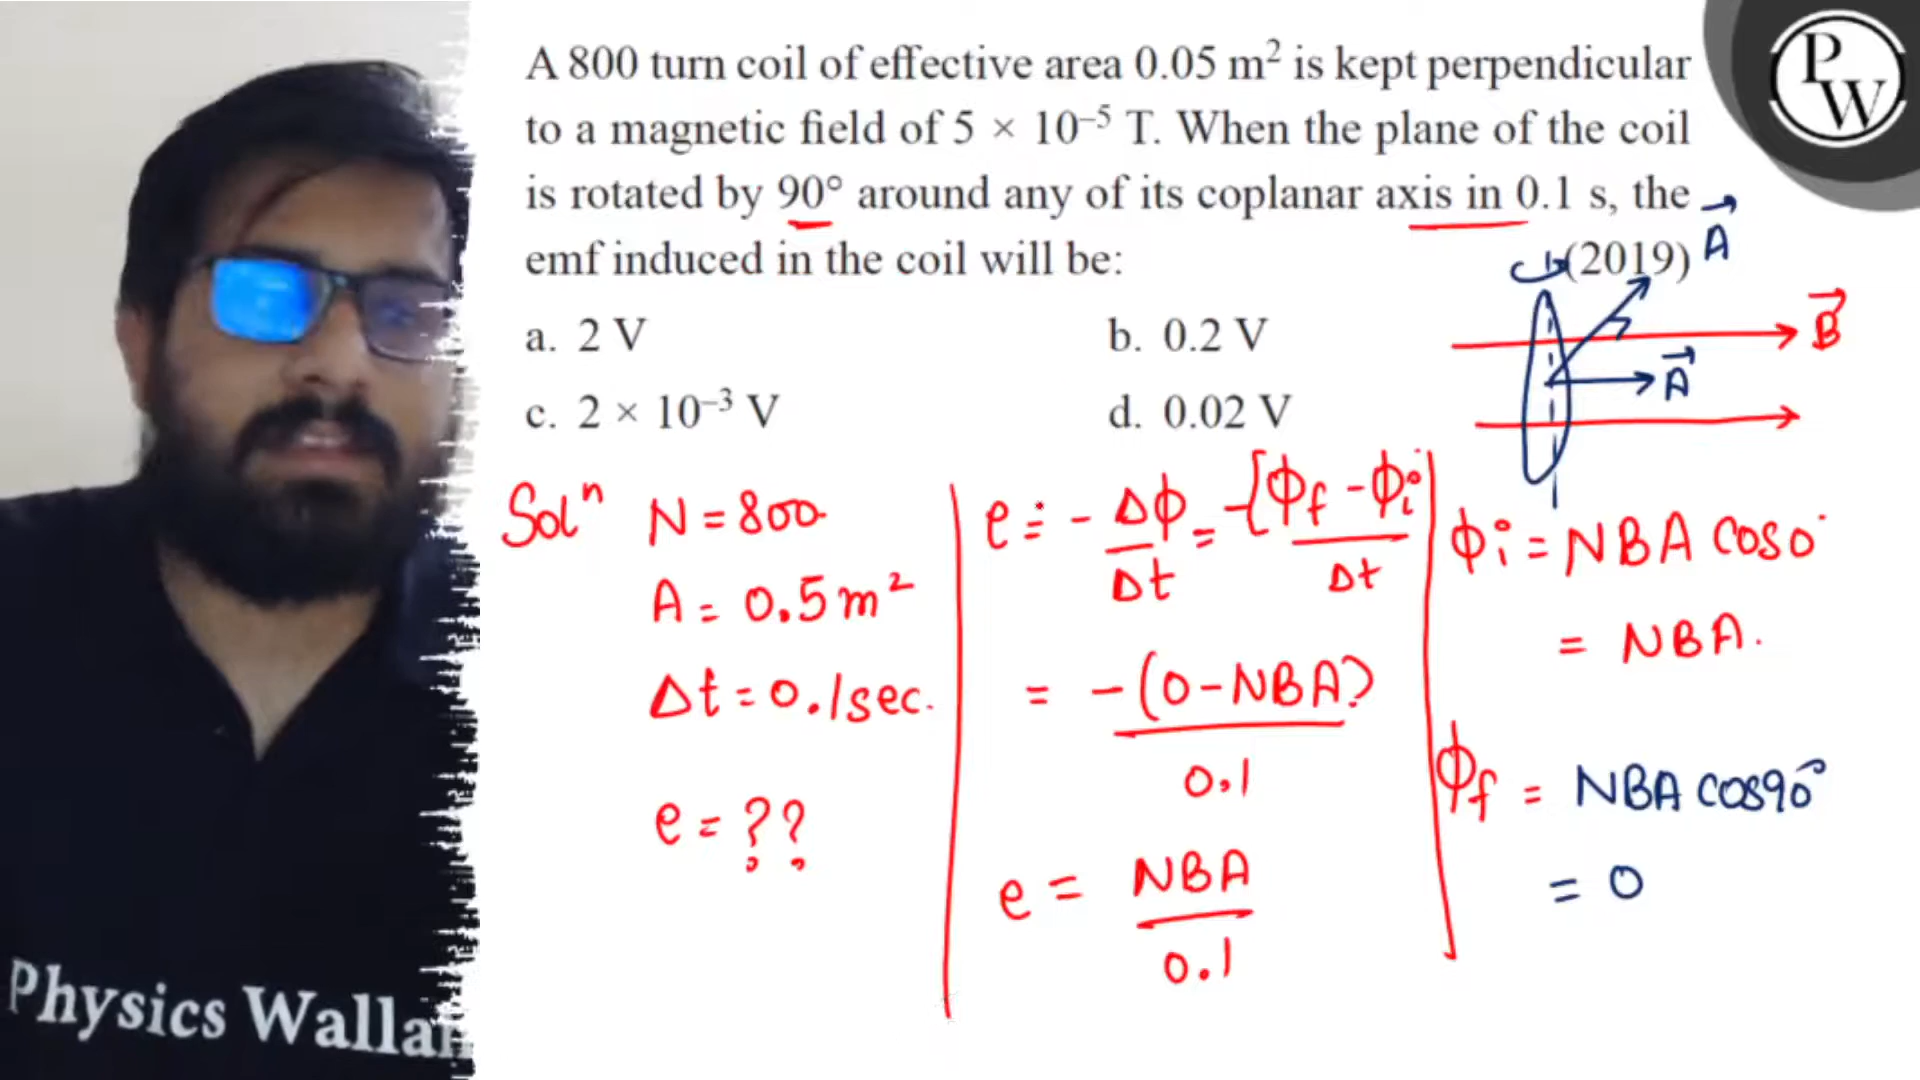 A 800 turn coil of effective area 0.05 m² is kept perpendicular
to a magnetic field of 5 × 10⁻⁵ T. When the plane of the coil
is rotated by 90° around any of its coplanar axis in 0.1 s, the
emf induced in the coil will be: (2019)
a. 2 V
b. 0.2 V
c. 2 × 10⁻³ V
d. 0.02 V
PW
A⃗
B⃗
A⃗
Solⁿ N = 800
A = 0.5 m²
Δt = 0.1 sec.
e = ??
e = - Δϕ/Δt = -[ϕf - ϕi]/Δt
= -(0 - NBA)/0.1
e = NBA/0.1
ϕi = NBA cos0°
= NBA.
ϕf = NBA cos90°
= 0
Physics Wallah